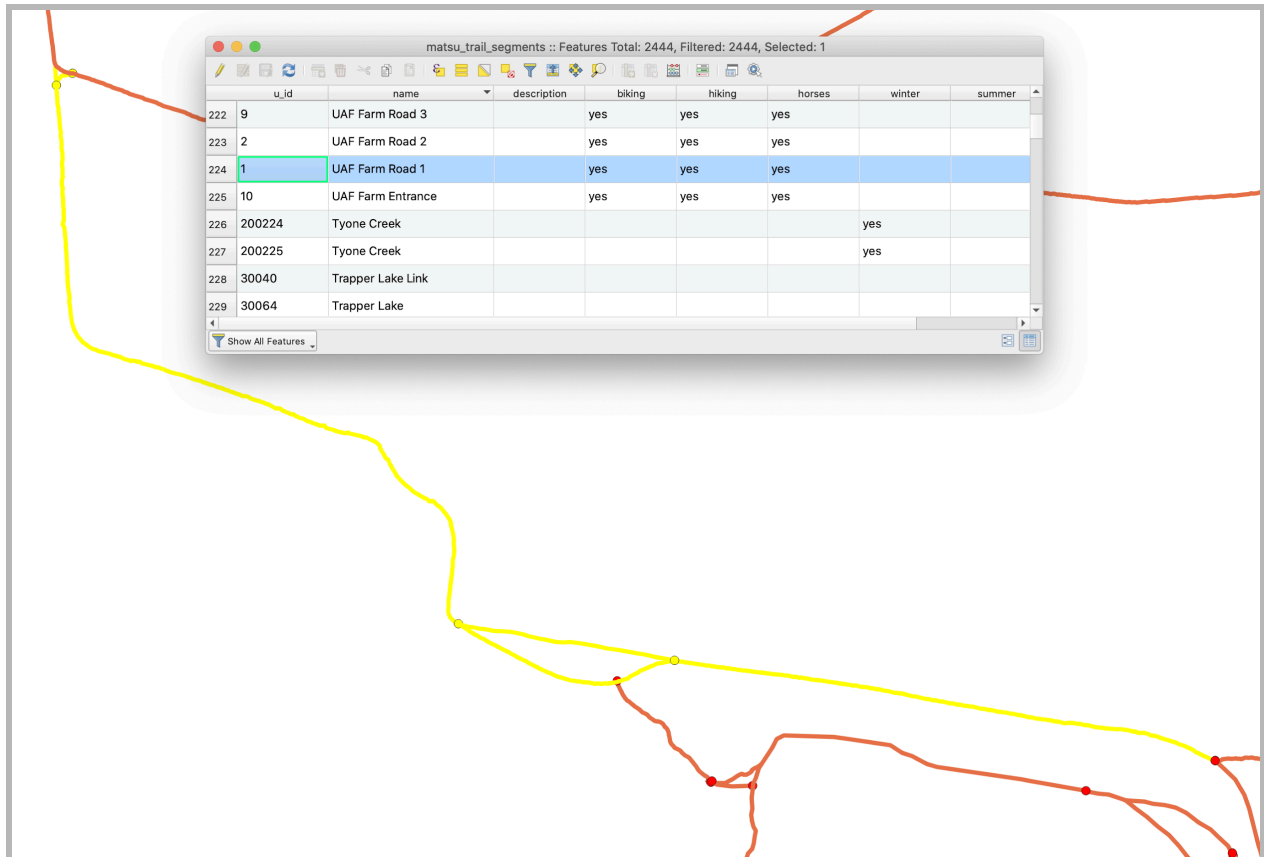 matsu_trail_segments :: Features Total: 2444, Filtered: 2444, Selected: 1
u_id name description biking hiking horses winter summer
222 9 UAF Farm Road 3 yes yes yes
223 2 UAF Farm Road 2 yes yes yes
224 1 UAF Farm Road 1 yes yes yes
225 10 UAF Farm Entrance yes yes yes
226 200224 Tyone Creek yes
227 200225 Tyone Creek yes
228 30040 Trapper Lake Link
229 30064 Trapper Lake
Show All Features